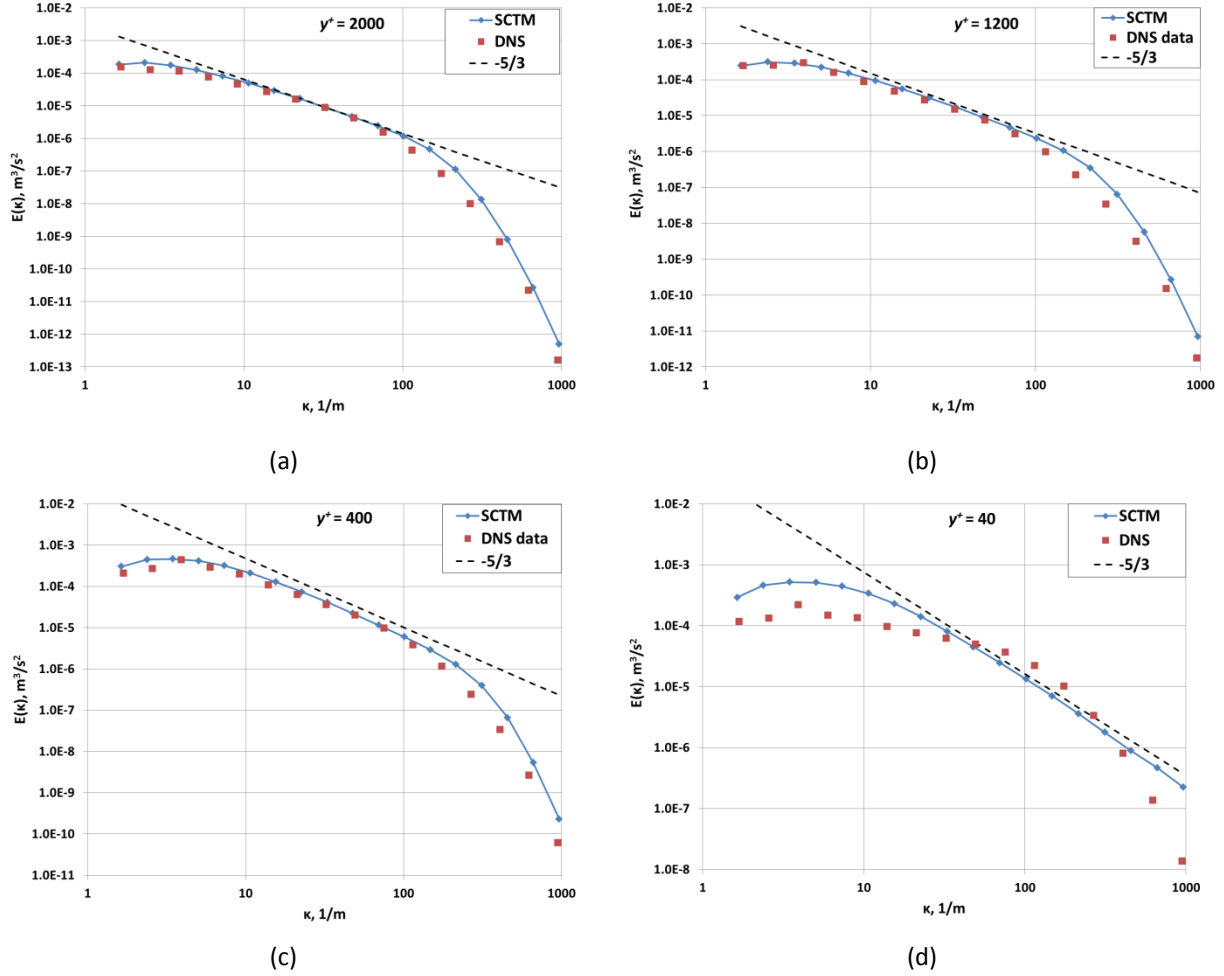 y⁺ = 2000
SCTM
DNS
-5/3
1.0E-2
1.0E-3
1.0E-4
1.0E-5
1.0E-6
1.0E-7
1.0E-8
1.0E-9
1.0E-10
1.0E-11
1.0E-12
1.0E-13
E(κ), m³/s²
1
10
100
1000
κ, 1/m
(a)
y⁺ = 1200
SCTM
DNS data
-5/3
1.0E-2
1.0E-3
1.0E-4
1.0E-5
1.0E-6
1.0E-7
1.0E-8
1.0E-9
1.0E-10
1.0E-11
1.0E-12
E(κ), m³/s²
1
10
100
1000
κ, 1/m
(b)
y⁺ = 400
SCTM
DNS data
-5/3
1.0E-2
1.0E-3
1.0E-4
1.0E-5
1.0E-6
1.0E-7
1.0E-8
1.0E-9
1.0E-10
1.0E-11
E(κ), m³/s²
1
10
100
1000
κ, 1/m
(c)
y⁺ = 40
SCTM
DNS
-5/3
1.0E-2
1.0E-3
1.0E-4
1.0E-5
1.0E-6
1.0E-7
1.0E-8
E(κ), m³/s²
1
10
100
1000
κ, 1/m
(d)